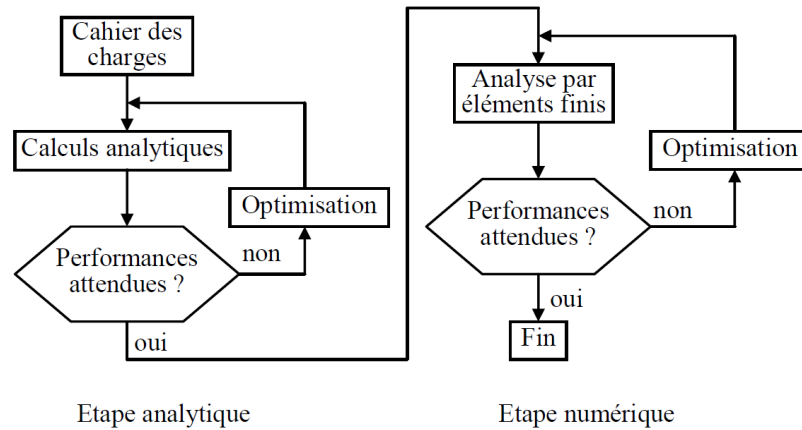 Cahier des
charges
Calculs analytiques
Optimisation
Performances
attendues ?
non
oui
Etape analytique
Analyse par
éléments finis
Optimisation
Performances
attendues ?
non
oui
Fin
Etape numérique